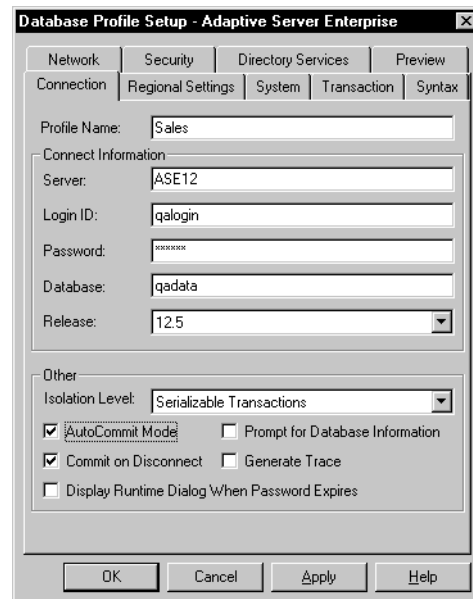 Database Profile Setup - Adaptive Server Enterprise
Network Security Directory Services Preview
Connection Regional Settings System Transaction Syntax
Profile Name: Sales
Connect Information
Server: ASE12
Login ID: qalogin
Password: ******
Database: qadata
Release: 12.5
Other
Isolation Level: Serializable Transactions
AutoCommit Mode Prompt for Database Information
Commit on Disconnect Generate Trace
Display Runtime Dialog When Password Expires
OK Cancel Apply Help